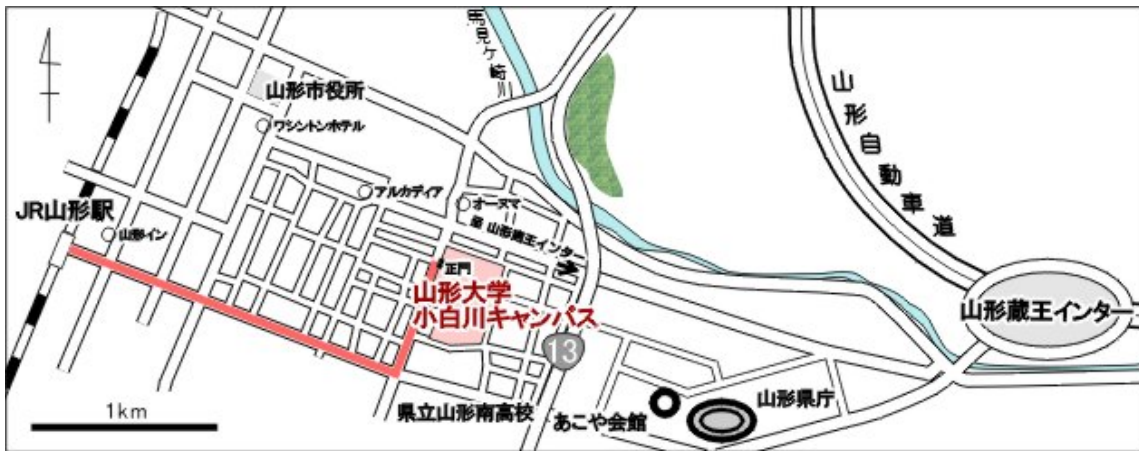 馬見ヶ崎川
山形自動車道
山形市役所
ワシントンホテル
アルカディア
オーヌマ
至 山形蔵王インター
JR山形駅
山形イン
正門
山形大学
小白川キャンパス
13
山形蔵王インター
1km
県立山形南高校
あこや会館
山形県庁